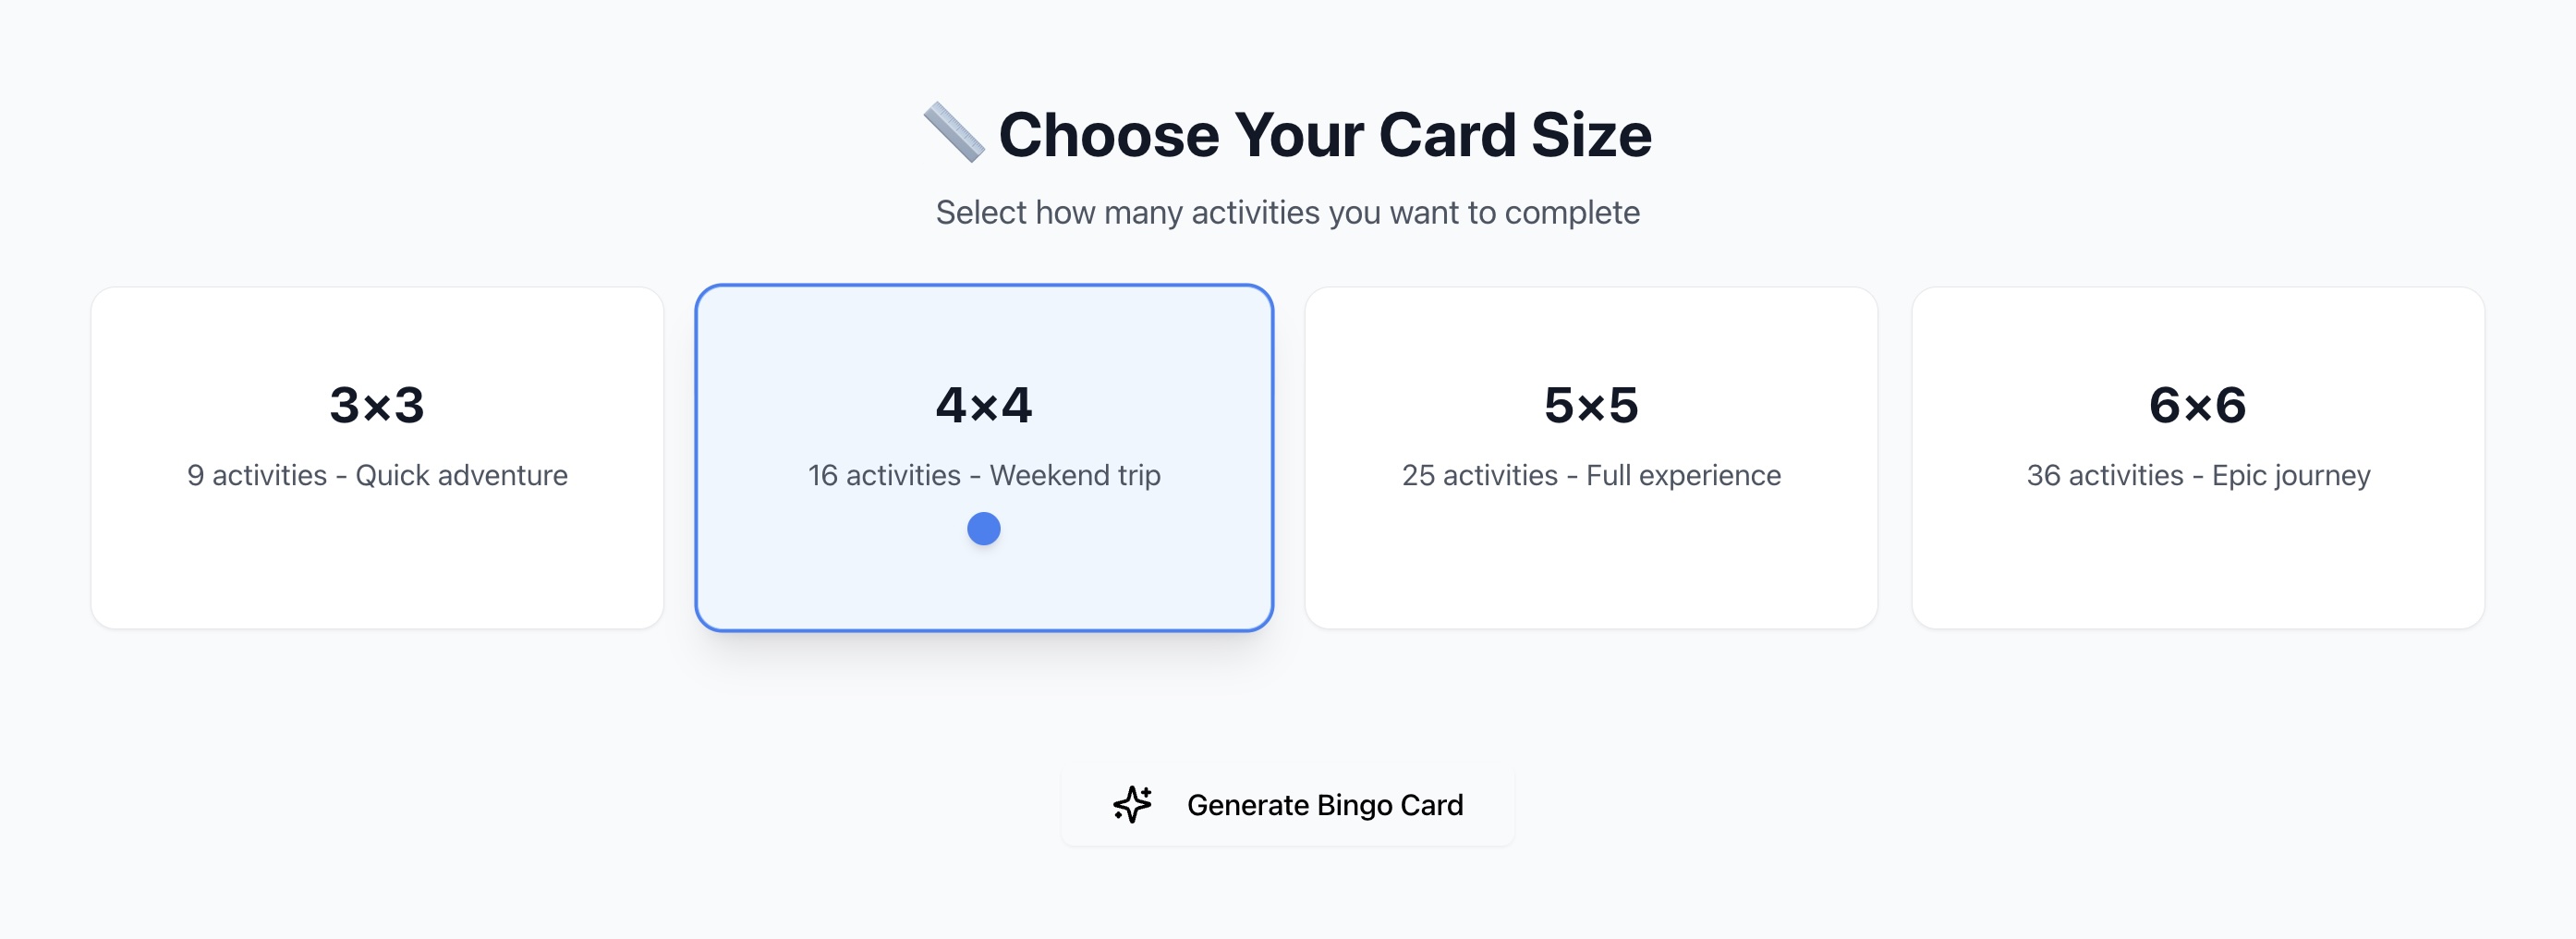 Choose Your Card Size
Select how many activities you want to complete
3×3
9 activities - Quick adventure
4×4
16 activities - Weekend trip
5×5
25 activities - Full experience
6×6
36 activities - Epic journey
Generate Bingo Card